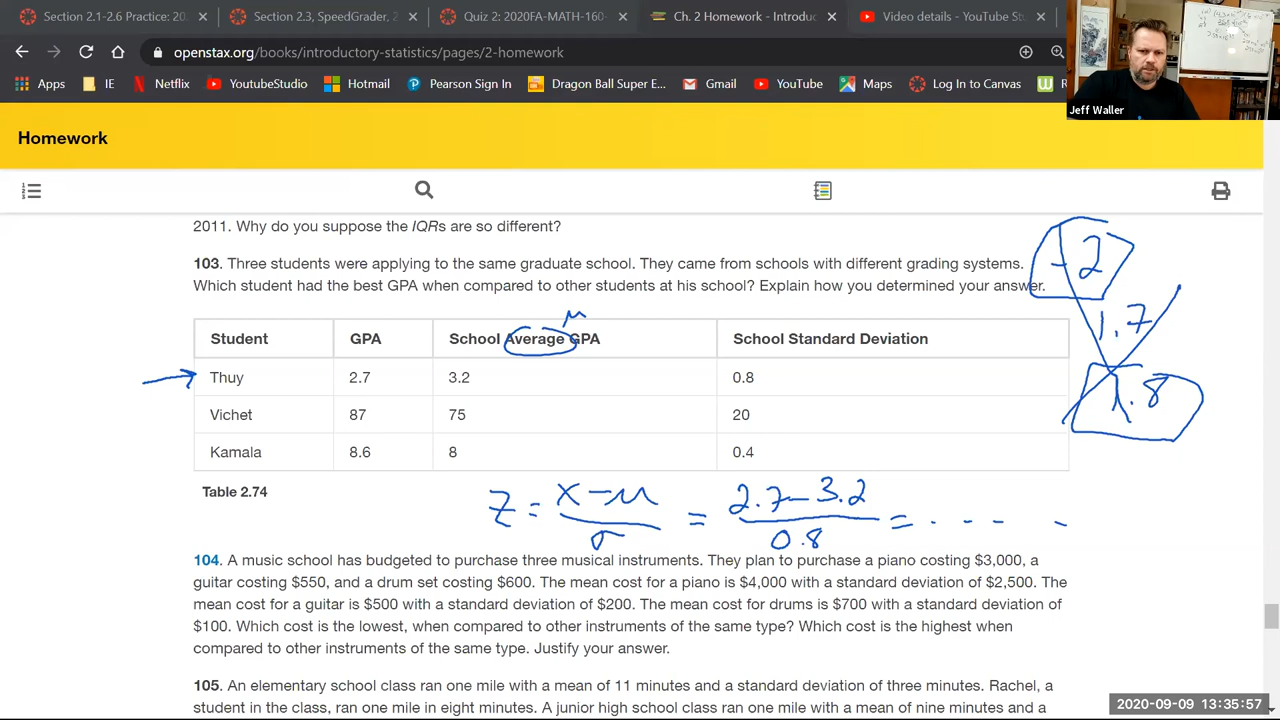 Section 2.1-2.6 Practice: 202
Section 2.3, SpeedGrader
Quiz 2: 2020FA-MATH-160
Ch. 2 Homework - Introd
Video details - YouTube Stu
openstax.org/books/introductory-statistics/pages/2-homework
Apps
IE
Netflix
YouTubeStudio
Hoopla
Pearson Sign In
Dragon Ball Super E...
Gmail
YouTube
Maps
Log In to Canvas
Jeff Waller
Homework
2011. Why do you suppose the IQRs are so different?
103. Three students were applying to the same graduate school. They came from schools with different grading systems.
Which student had the best GPA when compared to other students at his school? Explain how you determined your answer.
-2
1.7
1.8
μ
Student GPA School Average GPA School Standard Deviation
Thuy 2.7 3.2 0.8
Vichet 87 75 20
Kamala 8.6 8 0.4
Table 2.74
z = x-μ / σ = 2.7-3.2 / 0.8 = . - - -
104. A music school has budgeted to purchase three musical instruments. They plan to purchase a piano costing $3,000, a
guitar costing $550, and a drum set costing $600. The mean cost for a piano is $4,000 with a standard deviation of $2,500. The
mean cost for a guitar is $500 with a standard deviation of $200. The mean cost for drums is $700 with a standard deviation of
$100. Which cost is the lowest, when compared to other instruments of the same type? Which cost is the highest when
compared to other instruments of the same type. Justify your answer.
105. An elementary school class ran one mile with a mean of 11 minutes and a standard deviation of three minutes. Rachel, a
student in the class, ran one mile in eight minutes. A junior high school class ran one mile with a mean of nine minutes and a
2020-09-09 13:35:57